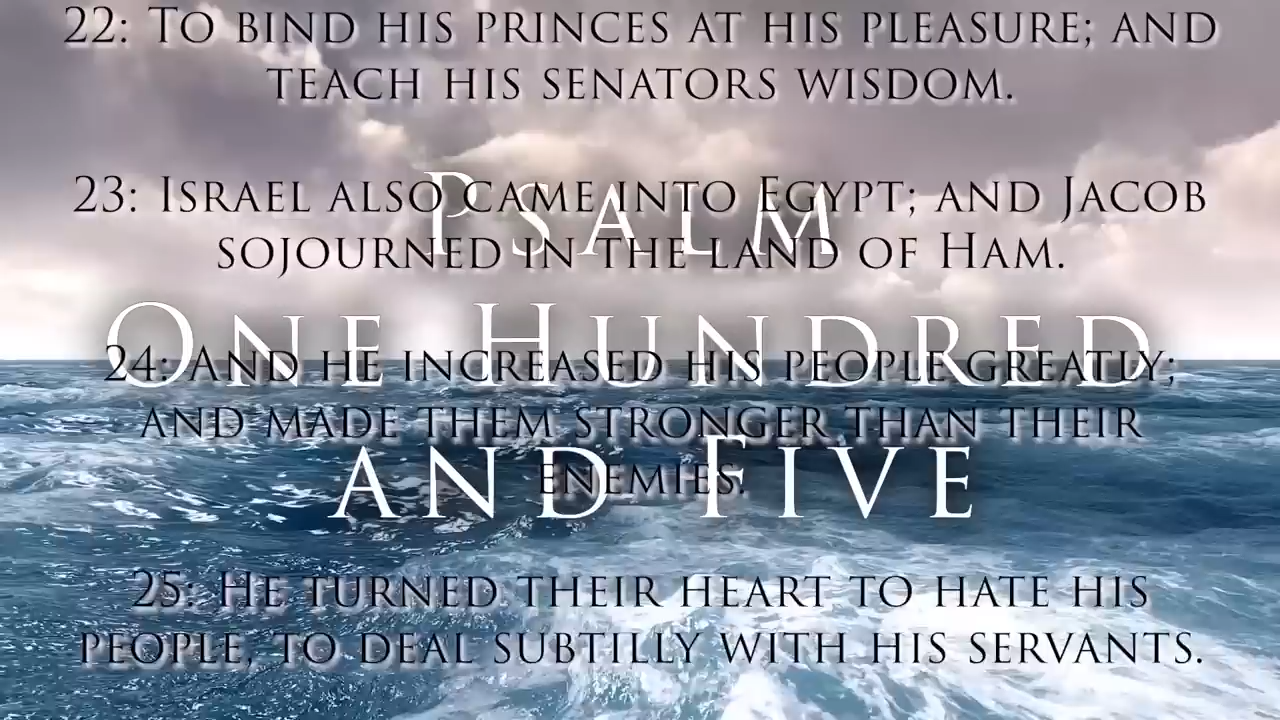 22: To bind his princes at his pleasure; and
teach his senators wisdom.
23: Israel also came into Egypt; and Jacob
sojourned in the land of Ham.
24: And he increased his people greatly;
and made them stronger than their
enemies.
25: He turned their heart to hate his
people, to deal subtilly with his servants.
Psalm
One Hundred
and Five